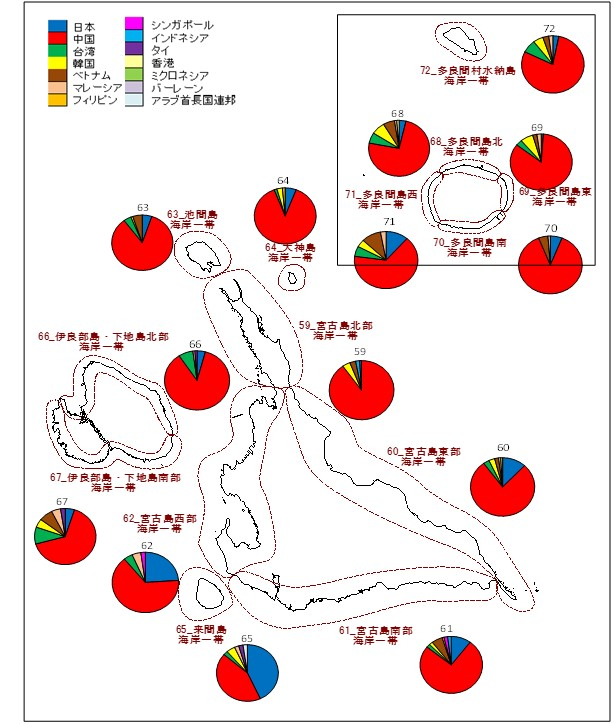 日本
中国
台湾
韓国
ベトナム
マレーシア
フィリピン
シンガポール
インドネシア
タイ
香港
ミクロネシア
バーレーン
アラブ首長国連邦
72
72_多良間村水納島
海岸一帯
68
68_多良間島北
海岸一帯
69
69_多良間島東
海岸一帯
71_多良間島西
海岸一帯
71
70_多良間島南
海岸一帯
70
63
63_池間島
海岸一帯
64
64_大神島
海岸一帯
59_宮古島北部
海岸一帯
59
66_伊良部島・下地島北部
海岸一帯
66
67_伊良部島・下地島南部
海岸一帯
67
60_宮古島東部
海岸一帯
60
62_宮古島西部
海岸一帯
62
65_来間島
海岸一帯
65
61_宮古島南部
海岸一帯
61